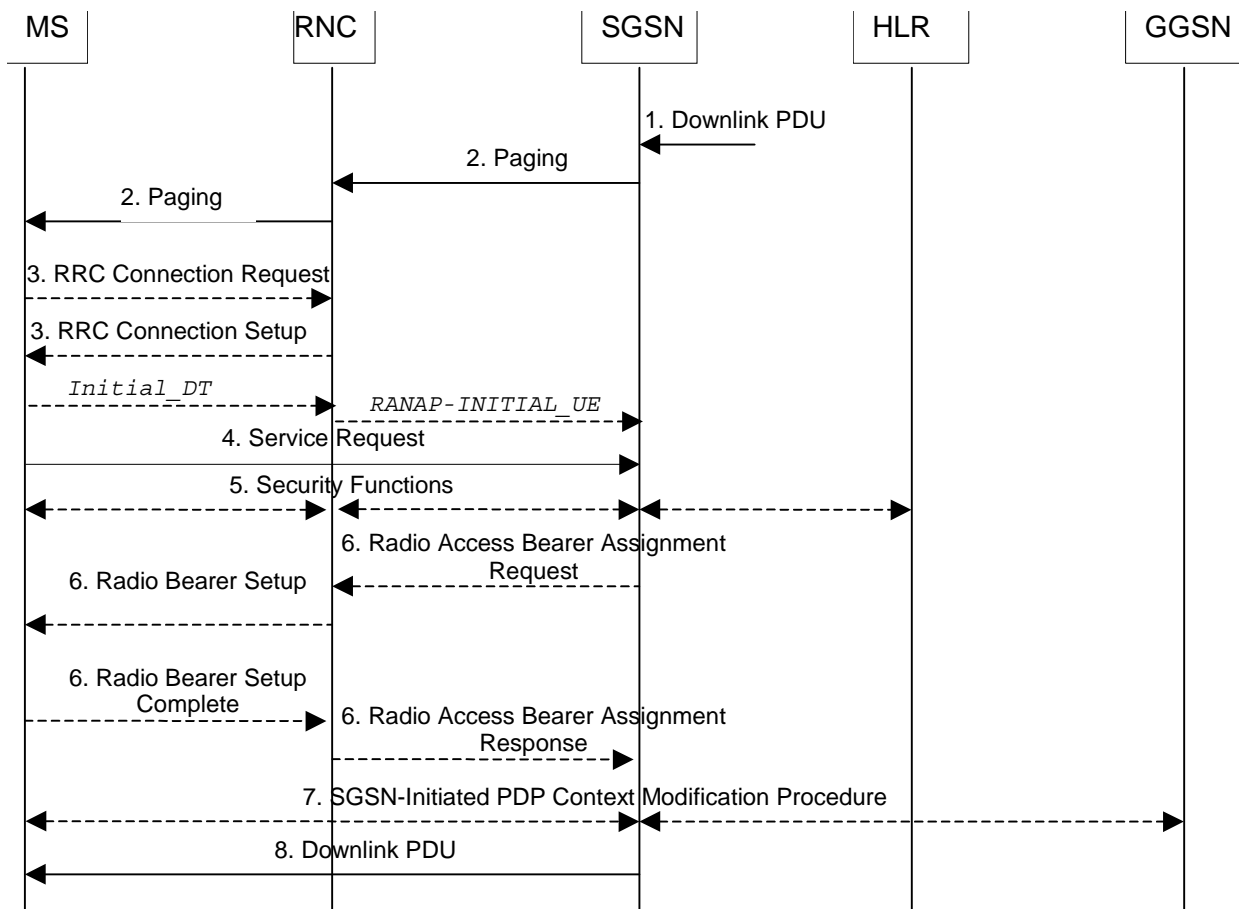 MS RNC SGSN HLR GGSN
1. Downlink PDU
2. Paging
2. Paging
3. RRC Connection Request
3. RRC Connection Setup
Initial_DT
RANAP-INITIAL_UE
4. Service Request
5. Security Functions
6. Radio Access Bearer Assignment
Request
6. Radio Bearer Setup
6. Radio Bearer Setup
Complete
6. Radio Access Bearer Assignment
Response
7. SGSN-Initiated PDP Context Modification Procedure
8. Downlink PDU